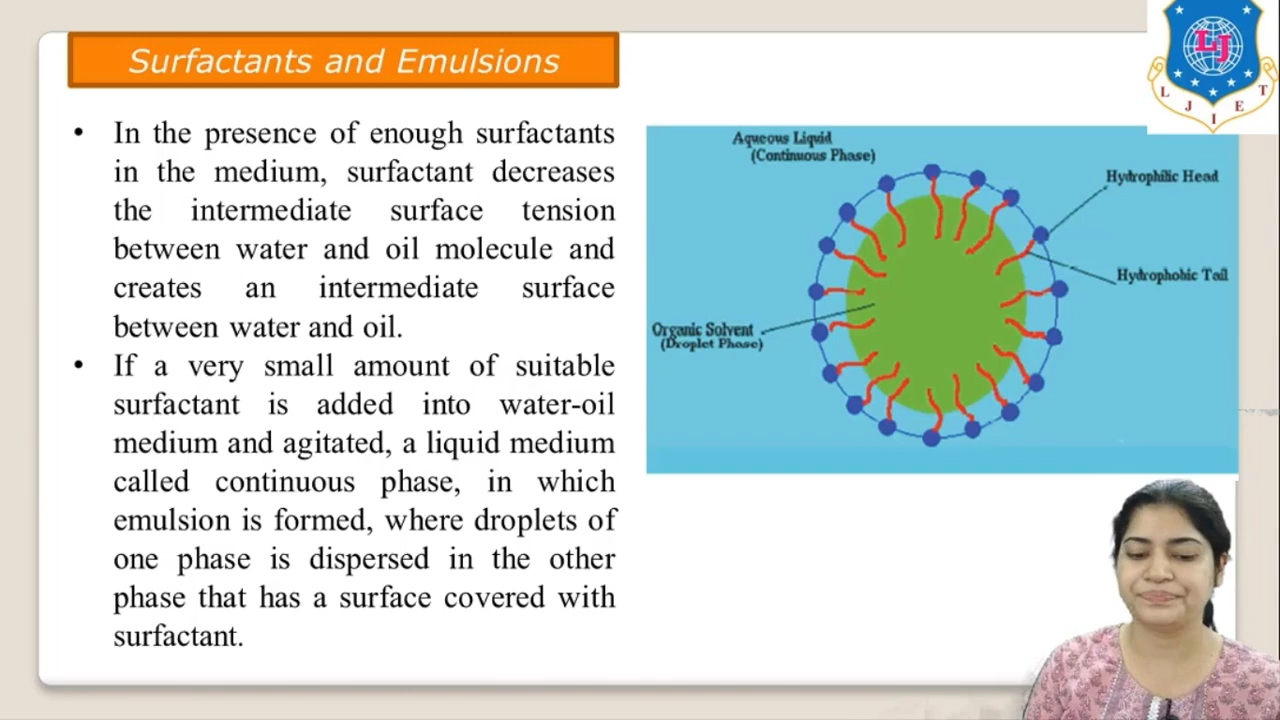 Surfactants and Emulsions
• In the presence of enough surfactants
in the medium, surfactant decreases
the intermediate surface tension
between water and oil molecule and
creates an intermediate surface
between water and oil.
• If a very small amount of suitable
surfactant is added into water-oil
medium and agitated, a liquid medium
called continuous phase, in which
emulsion is formed, where droplets of
one phase is dispersed in the other
phase that has a surface covered with
surfactant.
Aqueous Liquid
(Continuous Phase)
Hydrophilic Head
Hydrophobic Tail
Organic Solvent
(Droplet Phase)
LJ
L J I E T